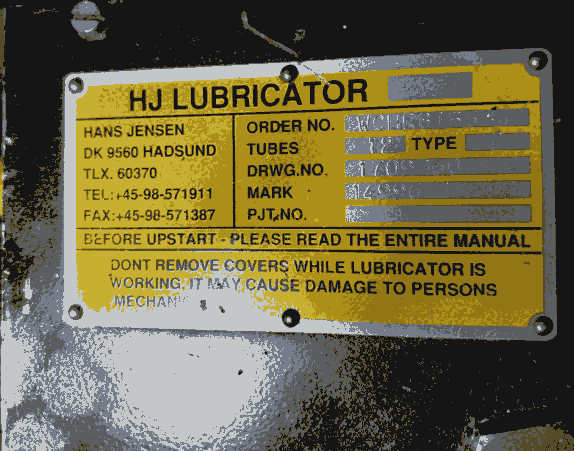 HJ LUBRICATOR
HANS JENSEN
DK 9560 HADSUND
TLX. 60370
TEL:+45-98-571911
FAX:+45-98-571387
ORDER NO.
TUBES 12 TYPE
DRWG.NO.
MARK
PJT.NO.
BEFORE UPSTART - PLEASE READ THE ENTIRE MANUAL
DONT REMOVE COVERS WHILE LUBRICATOR IS
WORKING. IT MAY CAUSE DAMAGE TO PERSONS